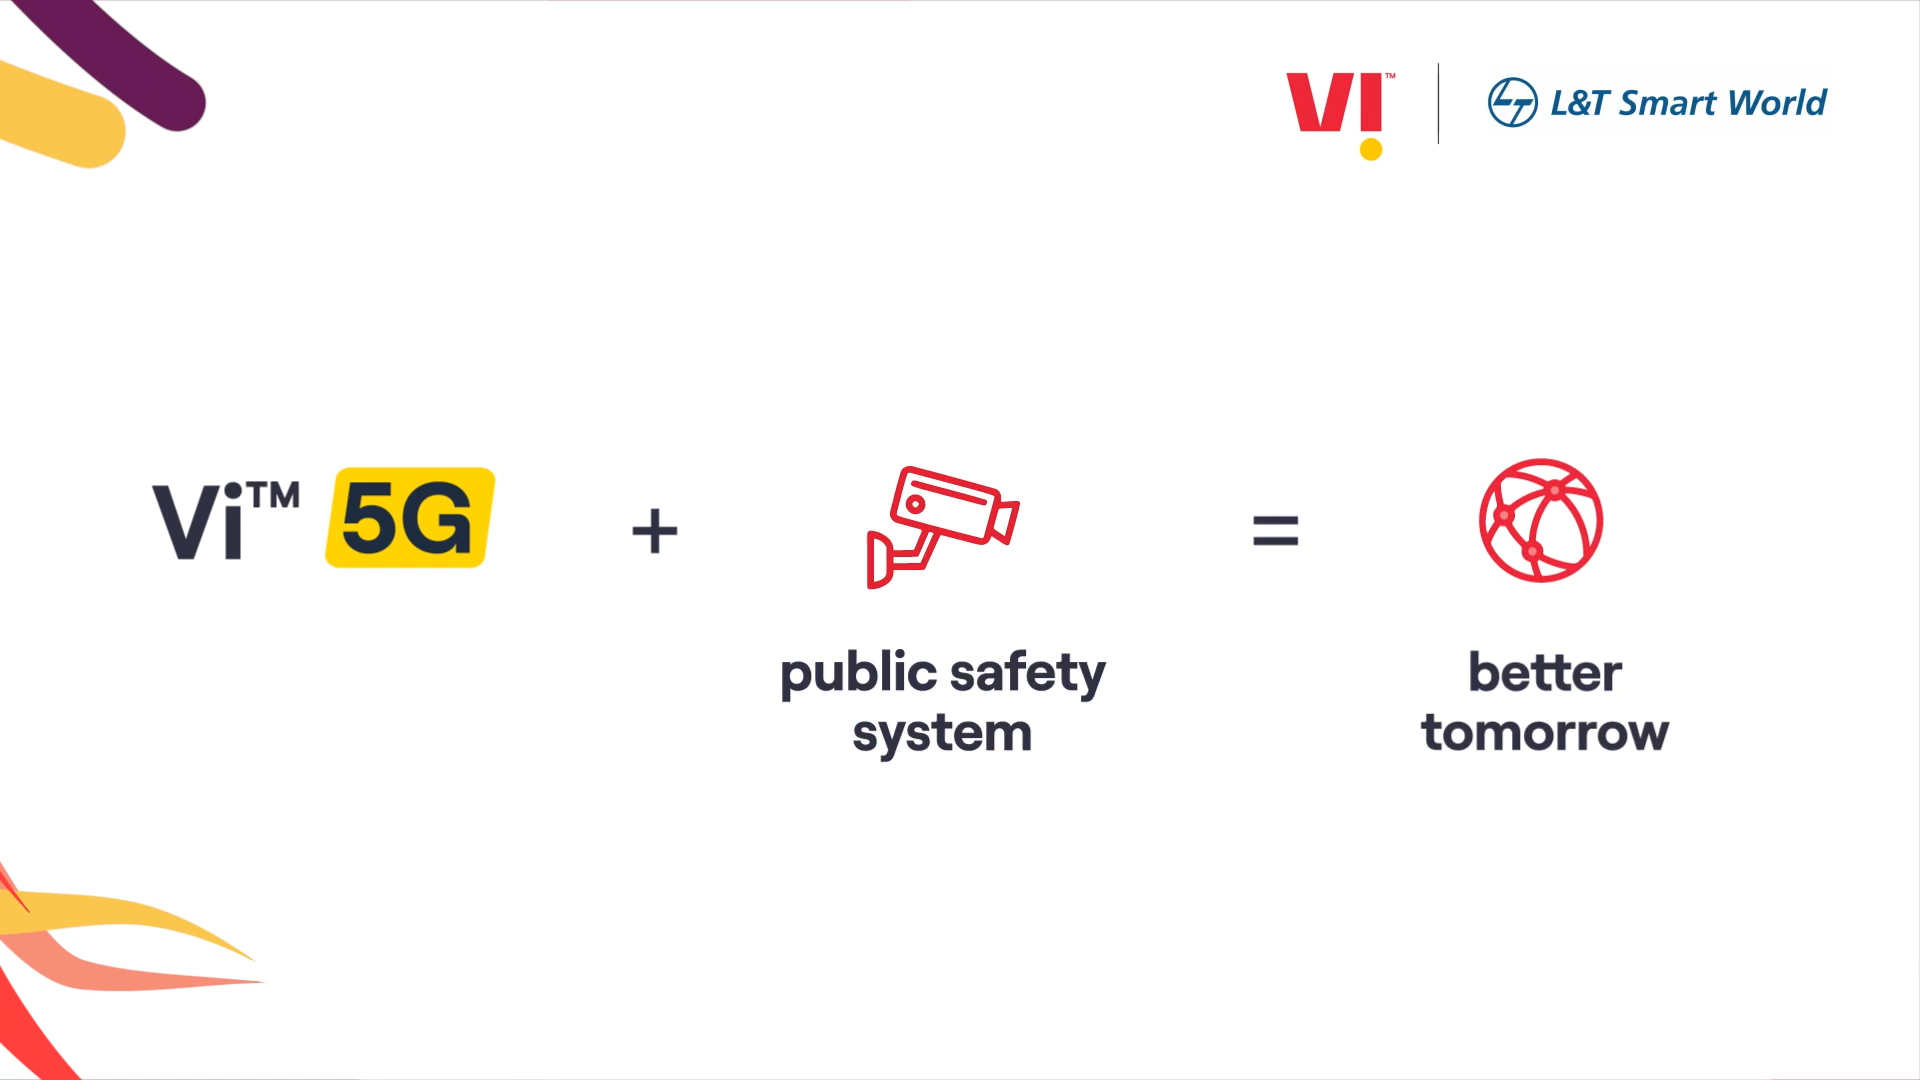 VI™
L&T Smart World
Vi™ 5G + =
public safety
system
better
tomorrow